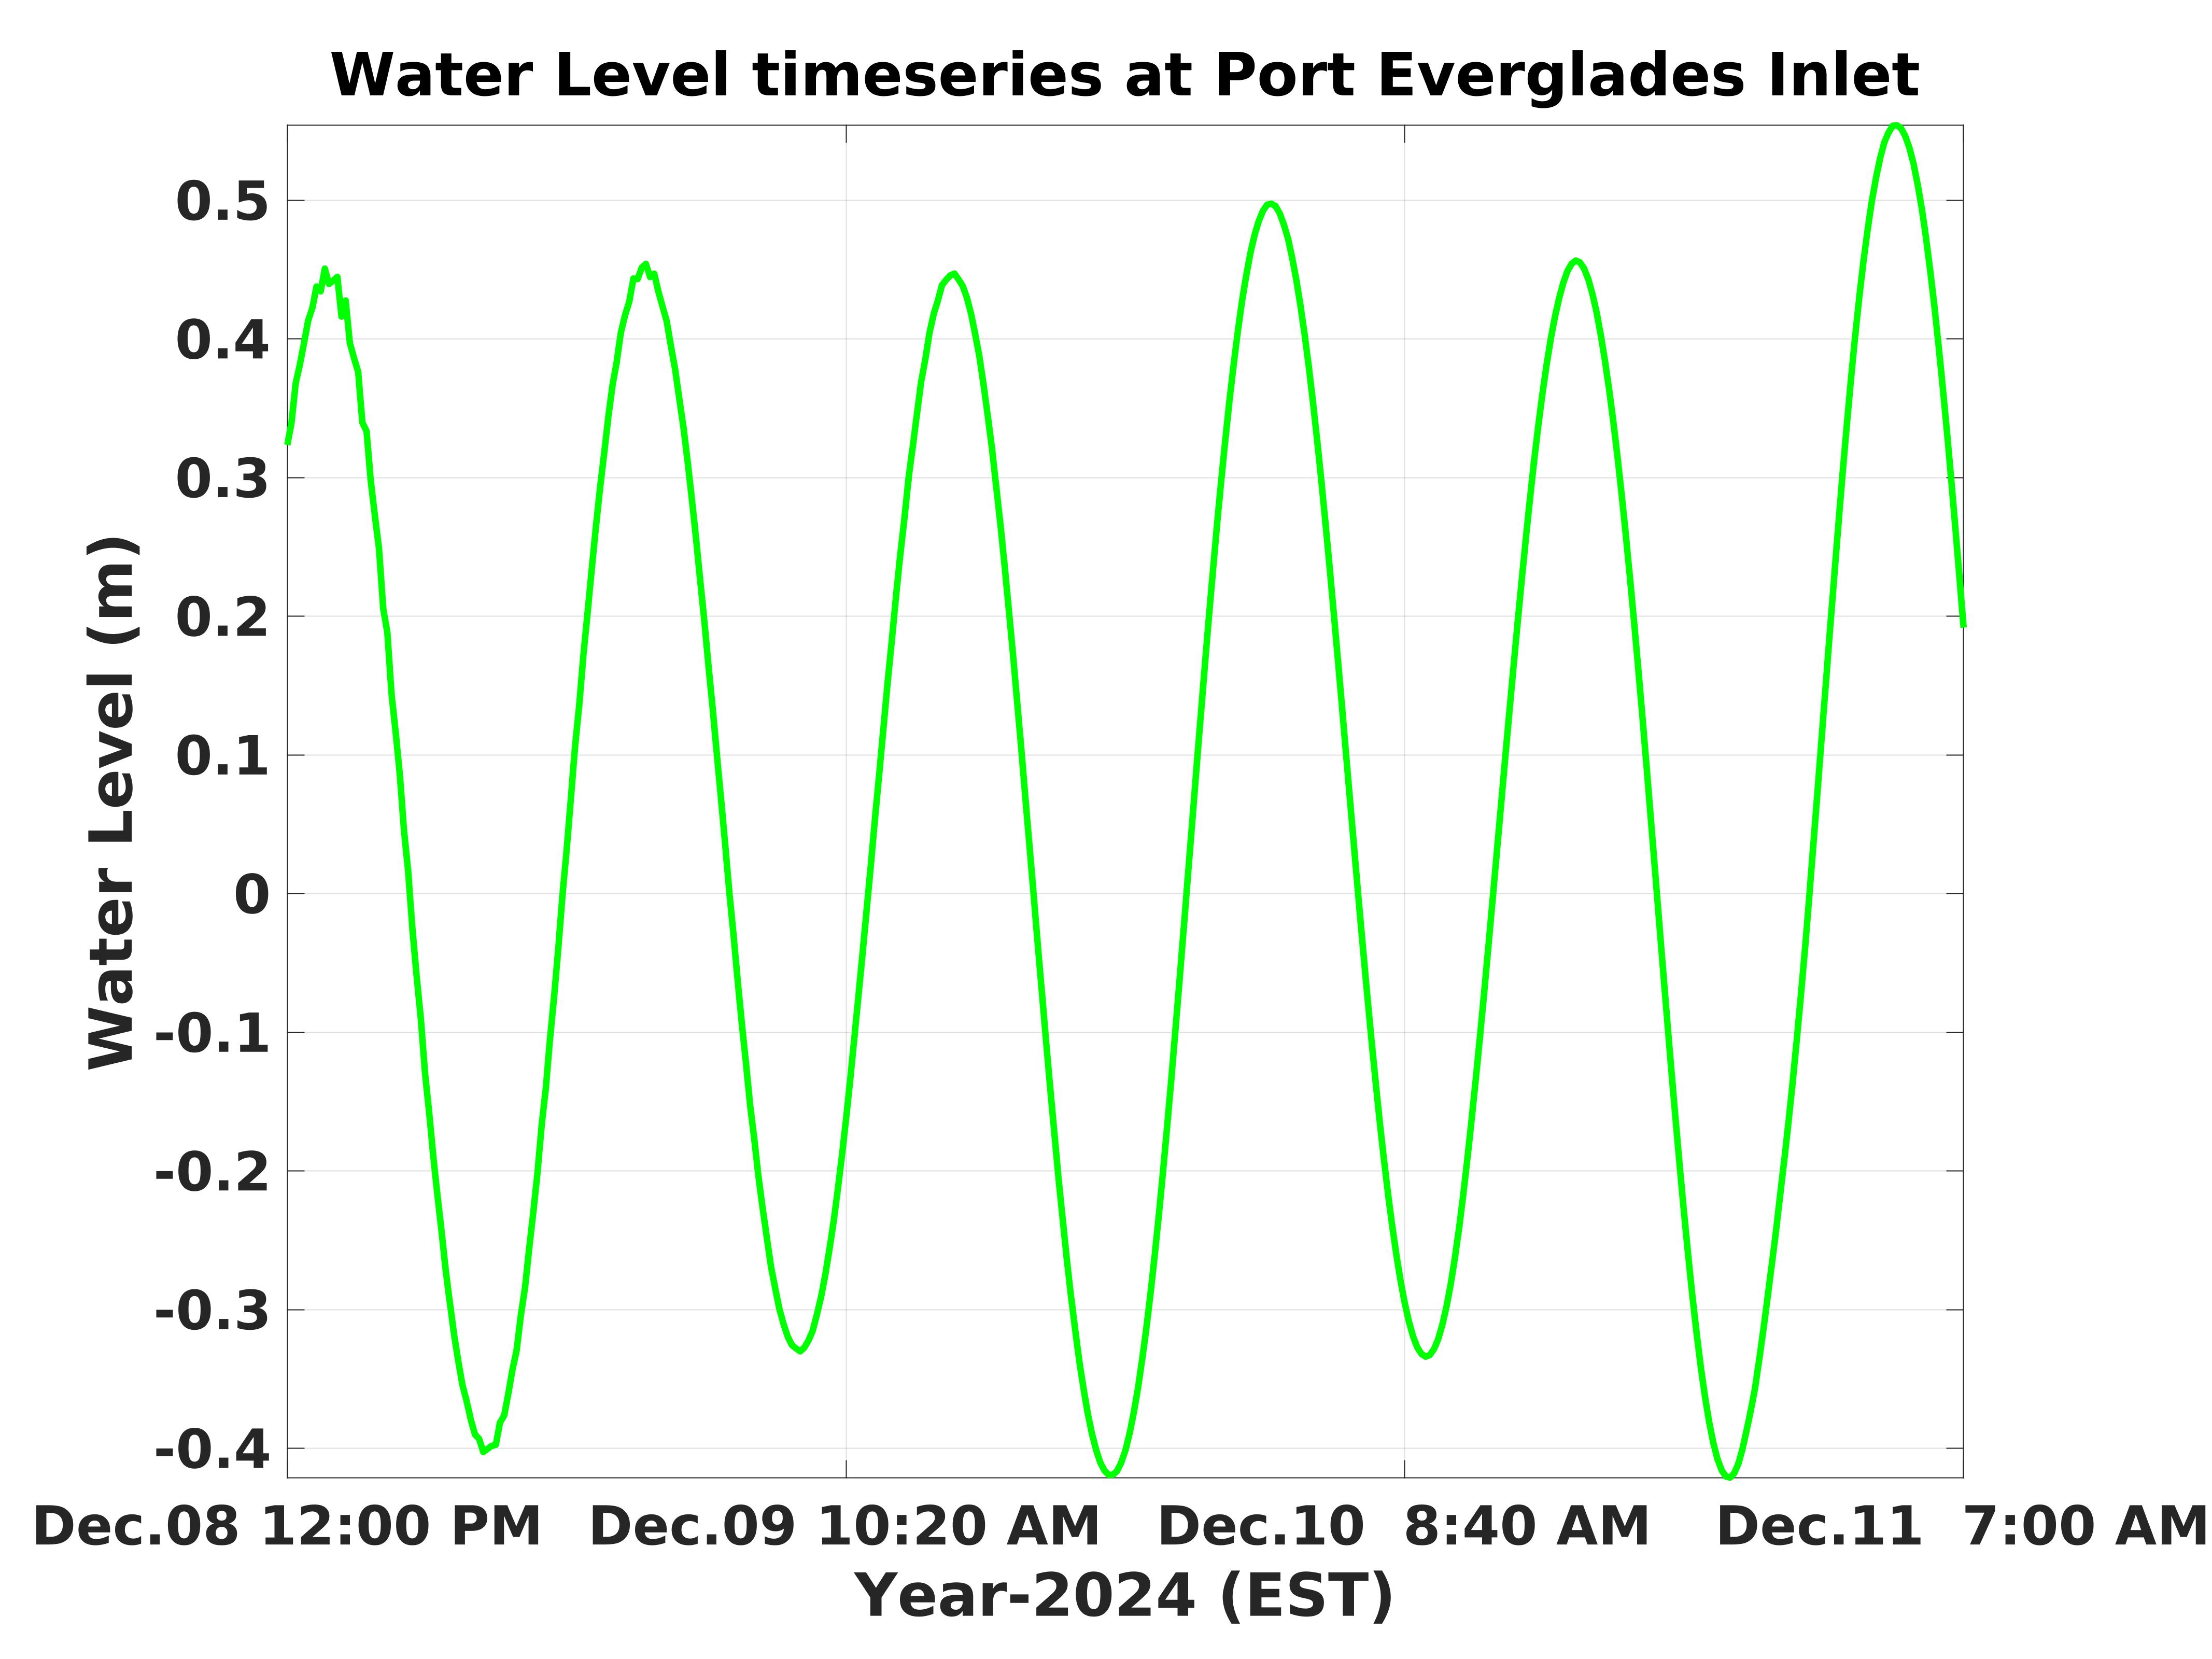 Water Level timeseries at Port Everglades Inlet
Water Level (m)
0.5
0.4
0.3
0.2
0.1
0
-0.1
-0.2
-0.3
-0.4
Dec.08 12:00 PM Dec.09 10:20 AM Dec.10 8:40 AM Dec.11 7:00 AM
Year-2024 (EST)